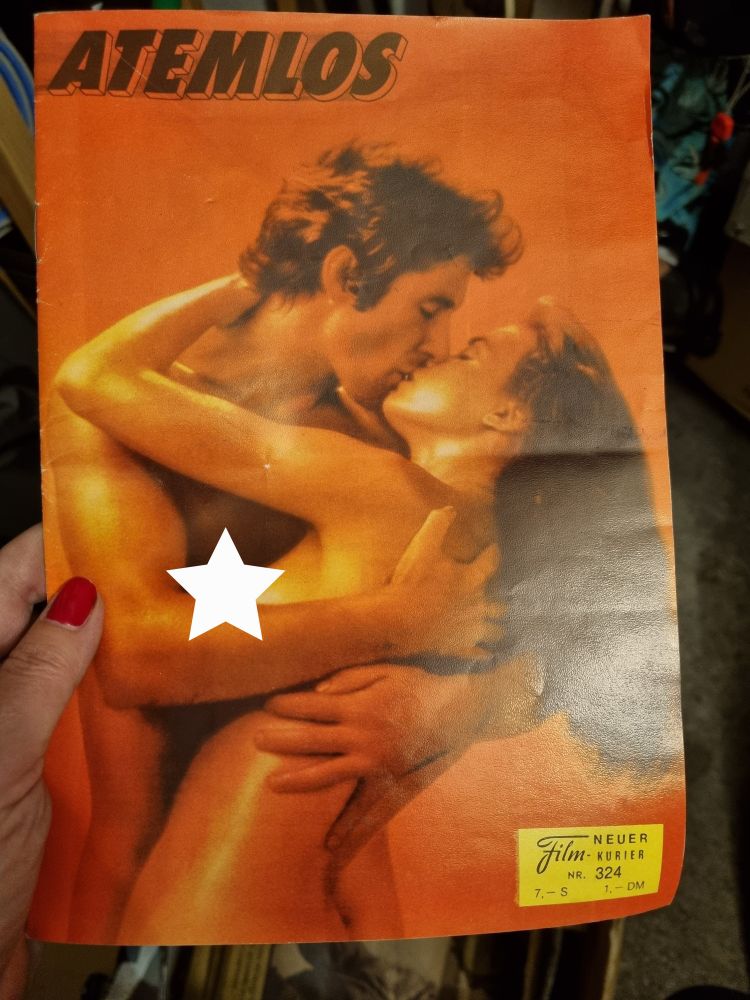 ATEMLOS
Film-
NEUER
KURIER
NR. 324
7,– S 1,– DM